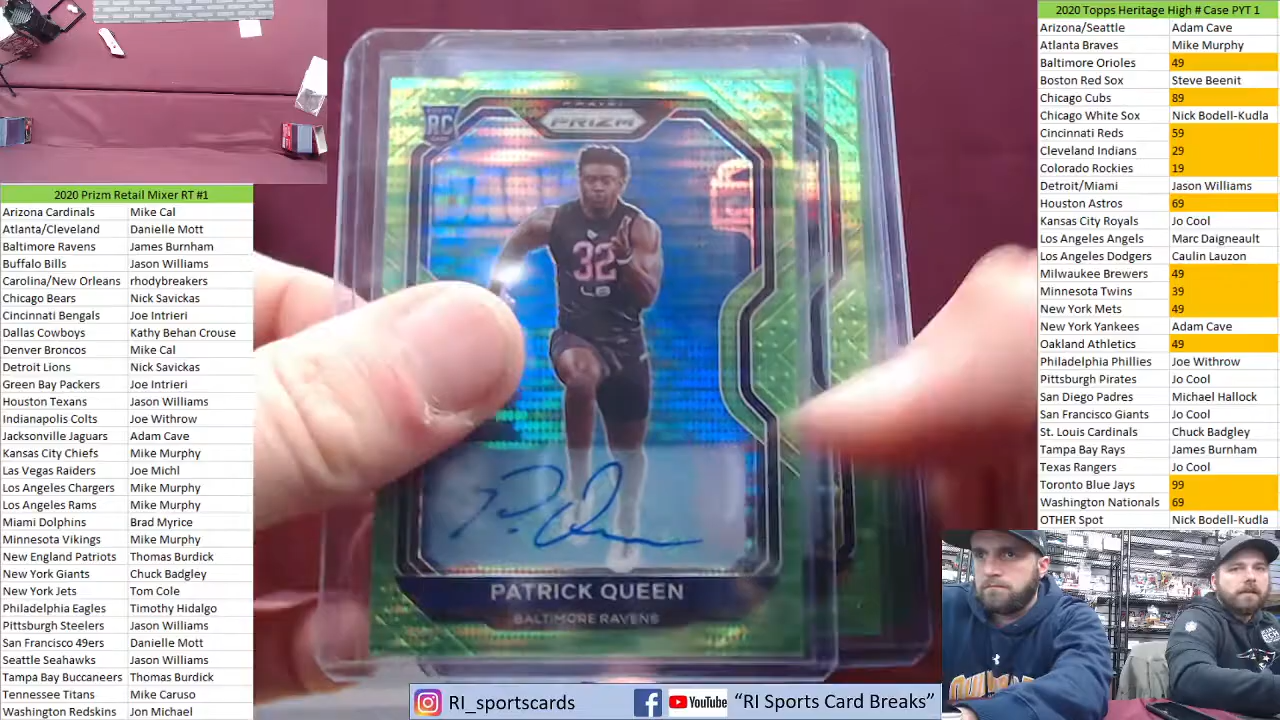 2020 Prizm Retail Mixer RT #1
Arizona Cardinals Mike Cal
Atlanta/Cleveland Danielle Mott
Baltimore Ravens James Burnham
Buffalo Bills Jason Williams
Carolina/New Orleans rhodybreakers
Chicago Bears Nick Savickas
Cincinnati Bengals Joe Intrieri
Dallas Cowboys Kathy Behan Crouse
Denver Broncos Mike Cal
Detroit Lions Nick Savickas
Green Bay Packers Joe Intrieri
Houston Texans Jason Williams
Indianapolis Colts Joe Withrow
Jacksonville Jaguars Adam Cave
Kansas City Chiefs Mike Murphy
Las Vegas Raiders Joe Michl
Los Angeles Chargers Mike Murphy
Los Angeles Rams Mike Murphy
Miami Dolphins Brad Myrice
Minnesota Vikings Mike Murphy
New England Patriots Thomas Burdick
New York Giants Chuck Badgley
New York Jets Tom Cole
Philadelphia Eagles Timothy Hidalgo
Pittsburgh Steelers Jason Williams
San Francisco 49ers Danielle Mott
Seattle Seahawks Jason Williams
Tampa Bay Buccaneers Thomas Burdick
Tennessee Titans Mike Caruso
Washington Redskins Jon Michael
RC
PANINI
PRIZM
32
LB
PATRICK QUEEN
BALTIMORE RAVENS
RI_sportscards
YouTube "RI Sports Card Breaks"
2020 Topps Heritage High # Case PYT 1
Arizona/Seattle Adam Cave
Atlanta Braves Mike Murphy
Baltimore Orioles 49
Boston Red Sox Steve Beenit
Chicago Cubs 89
Chicago White Sox Nick Bodell-Kudla
Cincinnati Reds 59
Cleveland Indians 29
Colorado Rockies 19
Detroit/Miami Jason Williams
Houston Astros 69
Kansas City Royals Jo Cool
Los Angeles Angels Marc Daigneault
Los Angeles Dodgers Caulin Lauzon
Milwaukee Brewers 49
Minnesota Twins 39
New York Mets 49
New York Yankees Adam Cave
Oakland Athletics 49
Philadelphia Phillies Joe Withrow
Pittsburgh Pirates Jo Cool
San Diego Padres Michael Hallock
San Francisco Giants Jo Cool
St. Louis Cardinals Chuck Badgley
Tampa Bay Rays James Burnham
Texas Rangers Jo Cool
Toronto Blue Jays 99
Washington Nationals 69
OTHER Spot Nick Bodell-Kudla